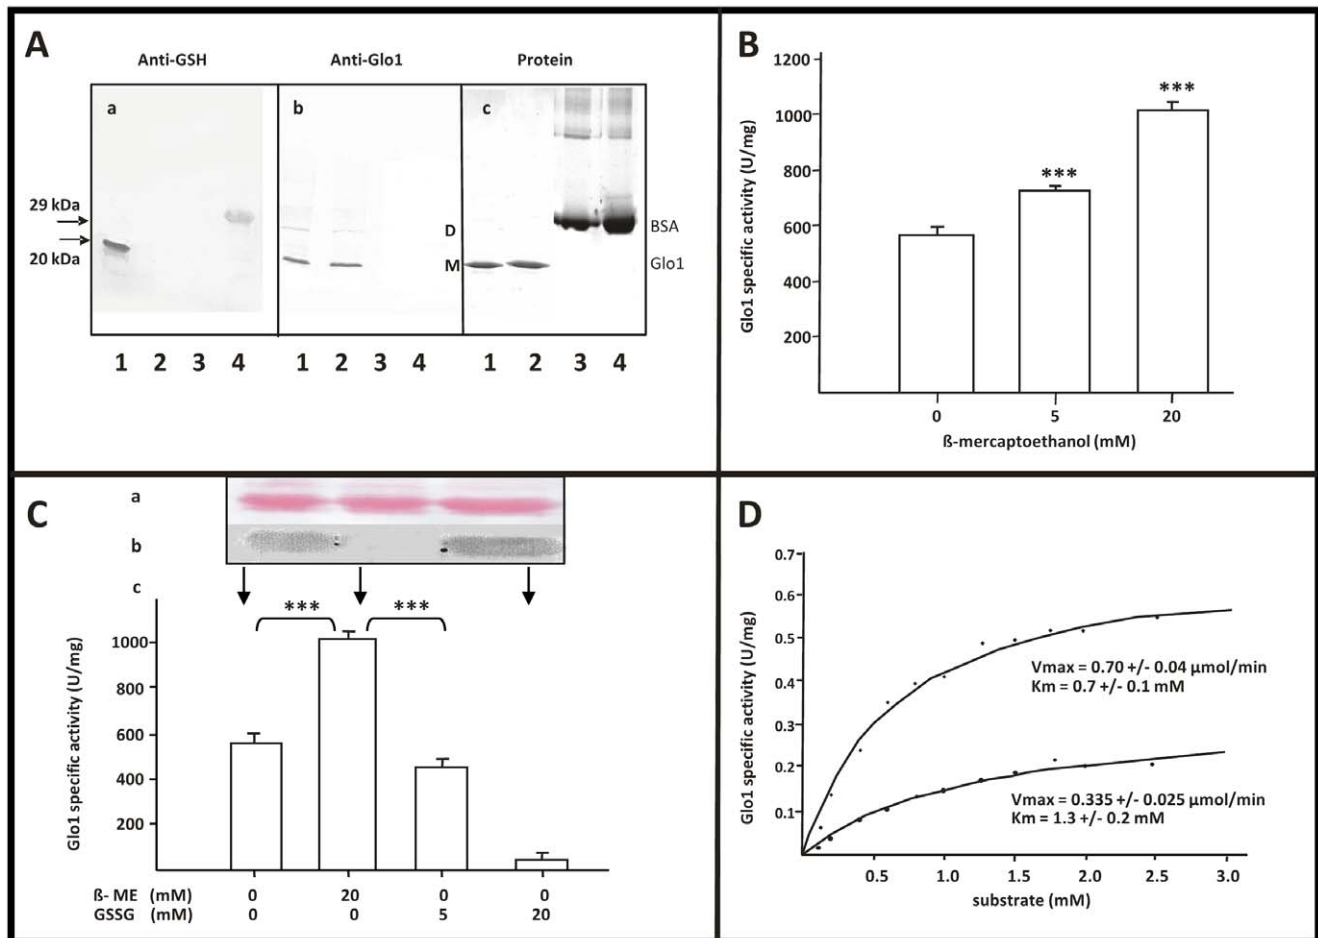 A
Anti-GSH Anti-Glo1 Protein
a b c
29 kDa
20 kDa
D BSA
M Glo1
1 2 3 4 1 2 3 4 1 2 3 4
B
Glo1 specific activity (U/mg)
1200
1000
800
600
400
200
*** ***
0 5 20
ß-mercaptoethanol (mM)
C
a
b
c
Glo1 specific activity (U/mg)
*** ***
1000
800
600
400
200
ß- ME (mM) 0 20 0 0
GSSG (mM) 0 0 5 20
D
Glo1 specific activity (U/mg)
0.7
0.6
0.5
0.4
0.3
0.2
0.1
Vmax = 0.70 +/- 0.04 µmol/min
Km = 0.7 +/- 0.1 mM
Vmax = 0.335 +/- 0.025 µmol/min
Km = 1.3 +/- 0.2 mM
0.5 1.0 1.5 2.0 2.5 3.0
substrate (mM)